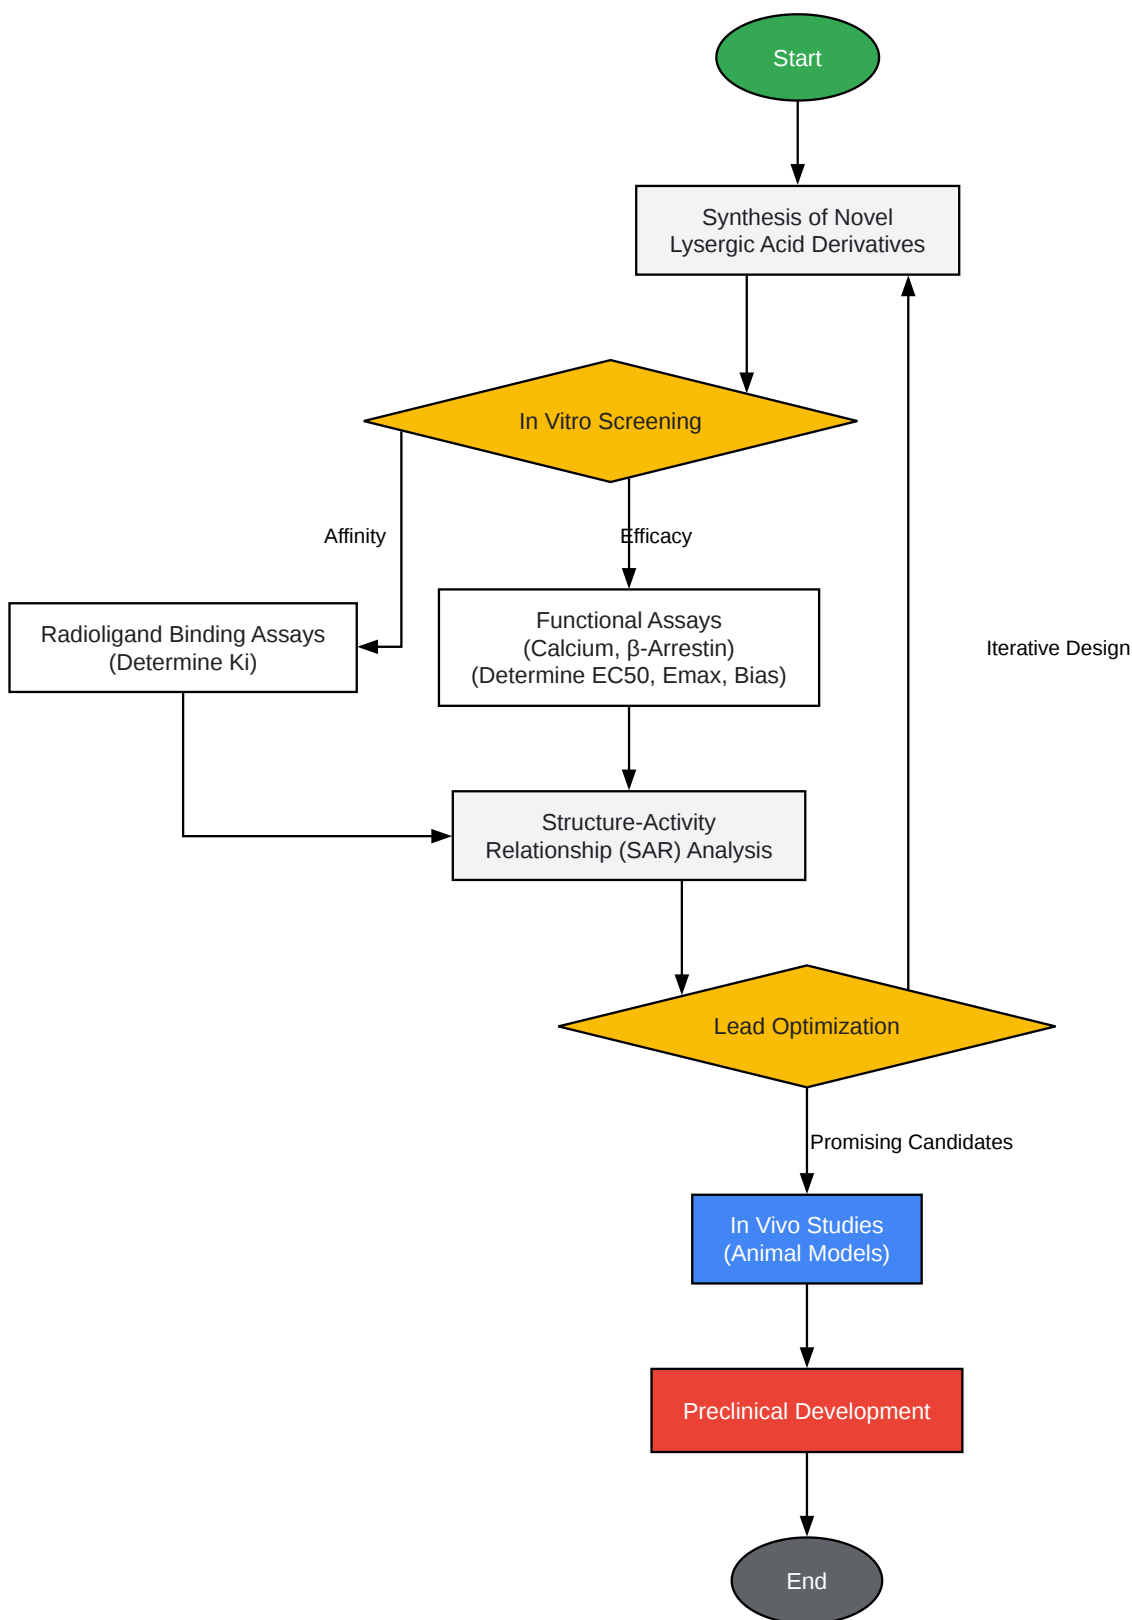 Start
Synthesis of Novel
Lysergic Acid Derivatives
In Vitro Screening
Affinity
Efficacy
Radioligand Binding Assays
(Determine Ki)
Functional Assays
(Calcium, β-Arrestin)
(Determine EC50, Emax, Bias)
Iterative Design
Structure-Activity
Relationship (SAR) Analysis
Lead Optimization
Promising Candidates
In Vivo Studies
(Animal Models)
Preclinical Development
End